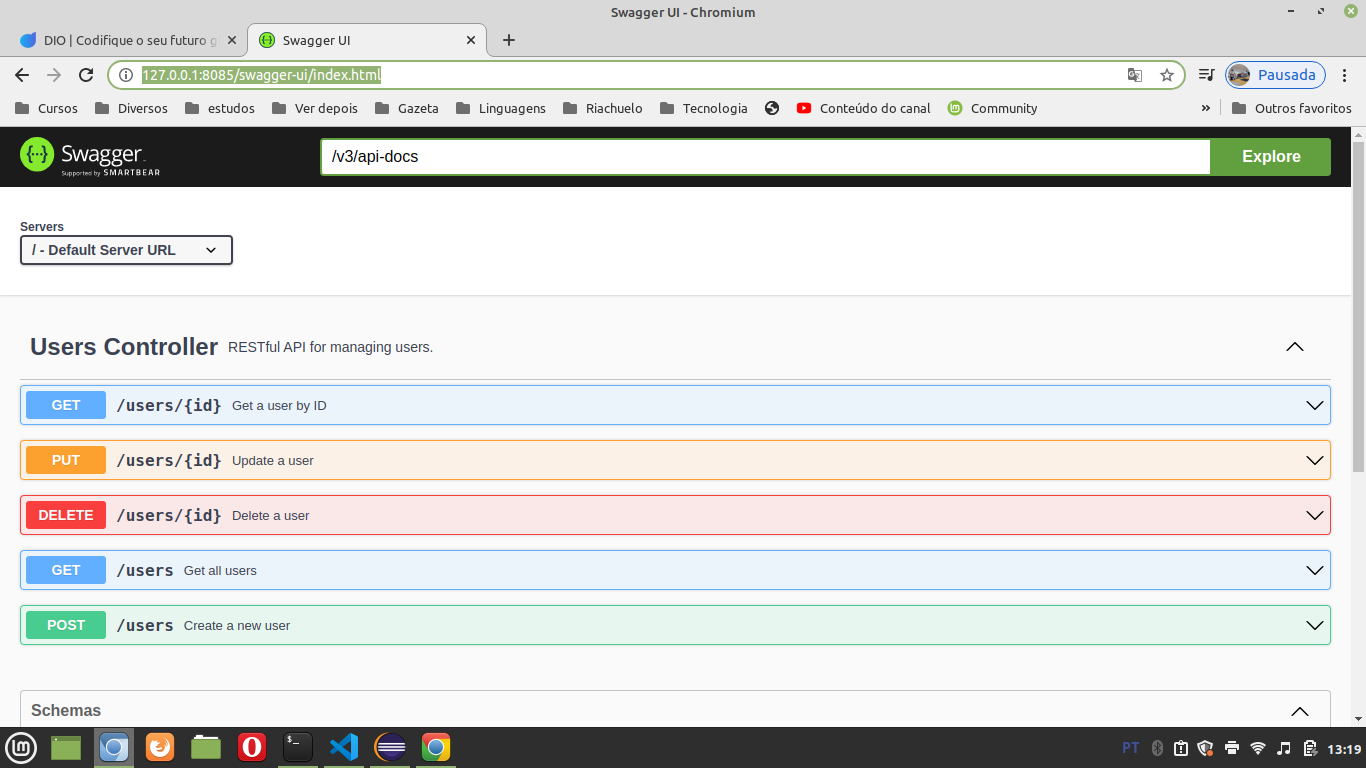 Swagger UI - Chromium
DIO | Codifique o seu futuro g
Swagger UI
127.0.0.1:8085/swagger-ui/index.html
Pausada
Cursos
Diversos
estudos
Ver depois
Gazeta
Linguagens
Riachuelo
Tecnologia
Conteúdo do canal
Community
»
Outros favoritos
{···} Swagger
Supported by SMARTBEAR
/v3/api-docs
Explore
Servers
/ - Default Server URL
Users Controller RESTful API for managing users.
GET /users/{id} Get a user by ID
PUT /users/{id} Update a user
DELETE /users/{id} Delete a user
GET /users Get all users
POST /users Create a new user
Schemas
PT
13:19